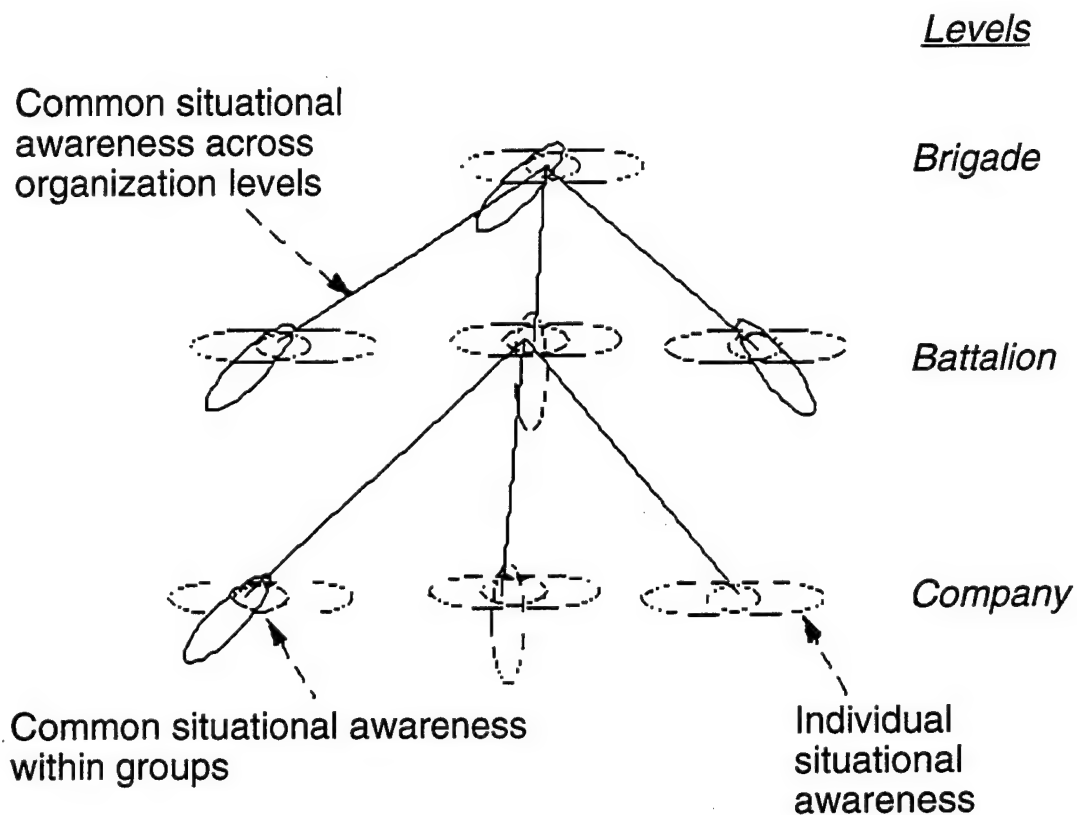 Levels
Common situational
awareness across
organization levels
Brigade
Battalion
Company
Common situational awareness
within groups
Individual
situational
awareness